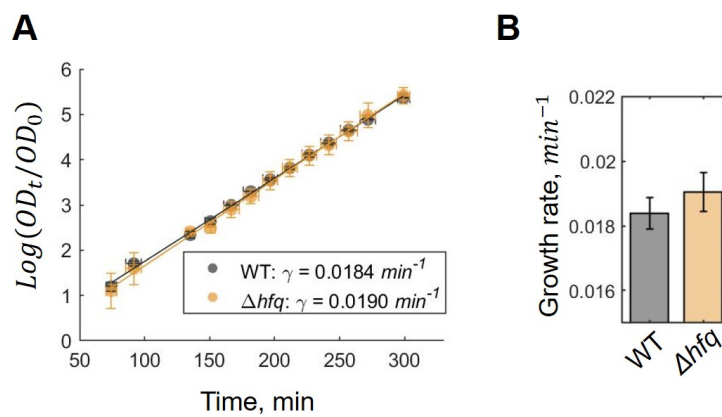 A
Log(OD_t/OD_0)
6
5
4
3
2
1
0
WT: γ = 0.0184 min⁻¹
Δhfq: γ = 0.0190 min⁻¹
50 100 150 200 250 300
Time, min
B
Growth rate, min⁻¹
0.022
0.02
0.018
0.016
WT Δhfq